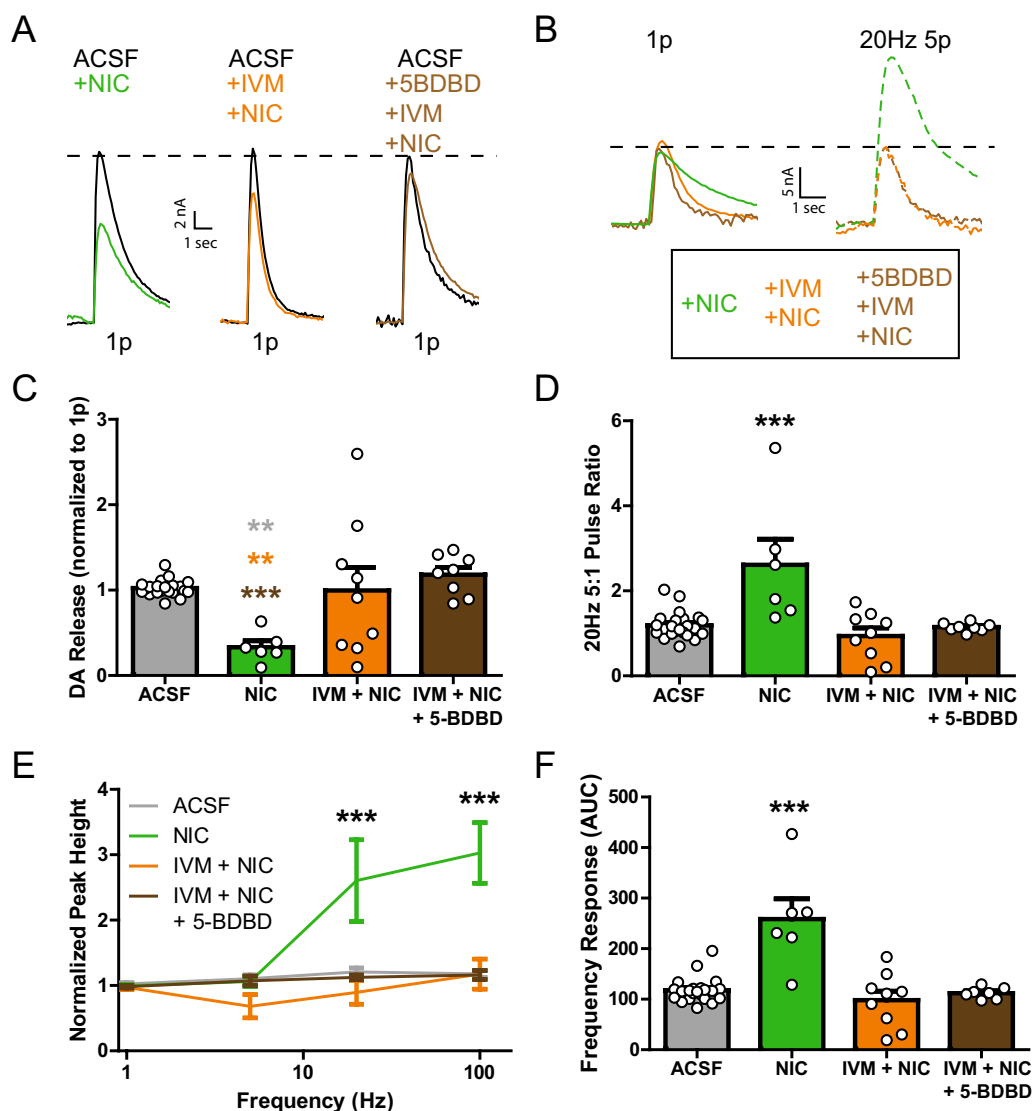 A
ACSF
+NIC
ACSF
+IVM
+NIC
ACSF
+5BDBD
+IVM
+NIC
2 nA
1 sec
1p
1p
1p
B
1p
20Hz 5p
5 nA
1 sec
+NIC
+IVM
+NIC
+5BDBD
+IVM
+NIC
C
DA Release (normalized to 1p)
3
2
1
0
**
**
***
ACSF
NIC
IVM + NIC
IVM + NIC
+ 5-BDBD
D
20Hz 5:1 Pulse Ratio
6
4
2
0
***
ACSF
NIC
IVM + NIC
IVM + NIC
+ 5-BDBD
E
Normalized Peak Height
4
3
2
1
0
ACSF
NIC
IVM + NIC
IVM + NIC
+ 5-BDBD
***
***
1
10
100
Frequency (Hz)
F
Frequency Response (AUC)
500
400
300
200
100
0
***
ACSF
NIC
IVM + NIC
IVM + NIC
+ 5-BDBD